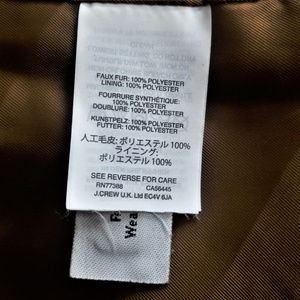 FAUX FUR: 100% POLYESTER
LINING: 100% POLYESTER
FOURRURE SYNTHÉTIQUE:
100% POLYESTER
DOUBLURE: 100% POLYESTER
KUNSTPELZ: 100% POLYESTER
FUTTER: 100% POLYESTER
人工毛皮: ポリエステル 100%
ライニング:
ポリエステル 100%
SEE REVERSE FOR CARE
RN77388 CA56445
J.CREW U.K. Ltd EC4V 6JA